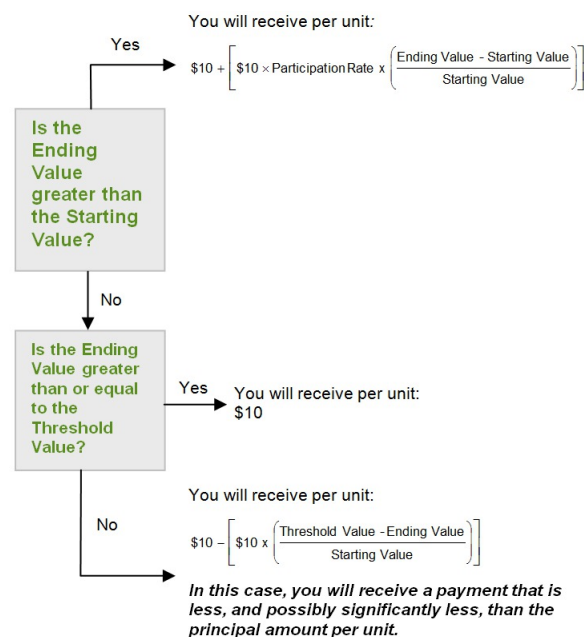 You will receive per unit:
Yes
$10 + [ $10 × Participation Rate x ( Ending Value - Starting Value / Starting Value ) ]
Is the
Ending
Value
greater than
the Starting
Value?
No
Is the Ending
Value greater
than or equal
to the
Threshold
Value?
Yes
You will receive per unit:
$10
You will receive per unit:
No
$10 – [ $10 x ( Threshold Value - Ending Value / Starting Value ) ]
In this case, you will receive a payment that is
less, and possibly significantly less, than the
principal amount per unit.